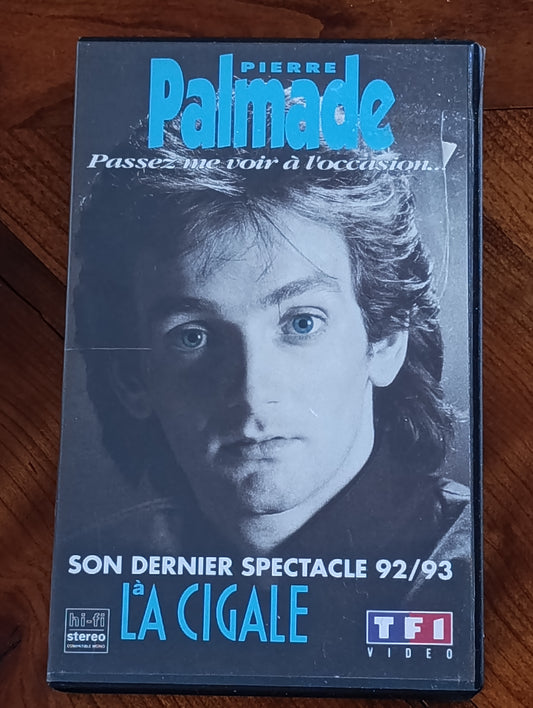 PIERRE
Palmade
Passez me voir à l'occasion...
SON DERNIER SPECTACLE 92/93
à
LA CIGALE
hi-fi
stereo
COMPATIBLE MONO
TF1
VIDEO